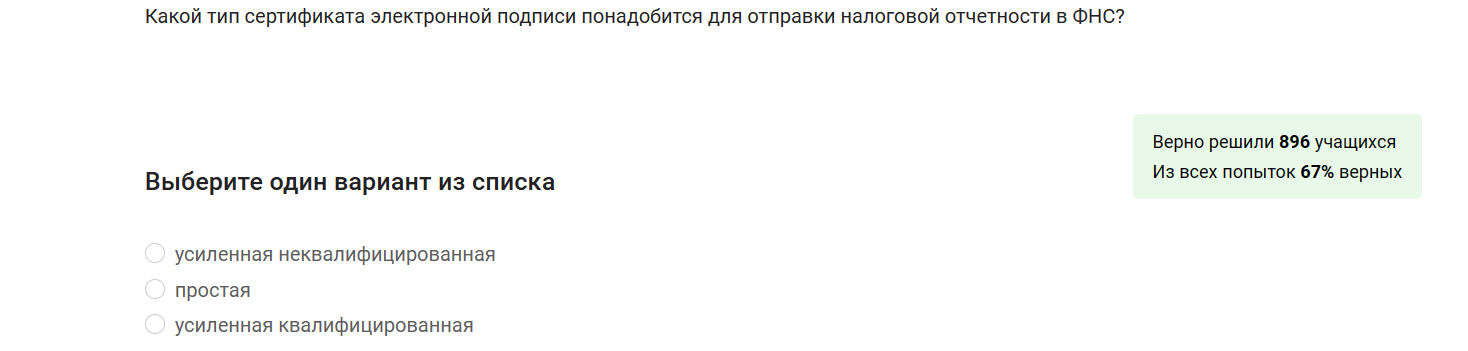 Какой тип сертификата электронной подписи понадобится для отправки налоговой отчетности в ФНС?
Верно решили 896 учащихся
Из всех попыток 67% верных
Выберите один вариант из списка
усиленная неквалифицированная
простая
усиленная квалифицированная